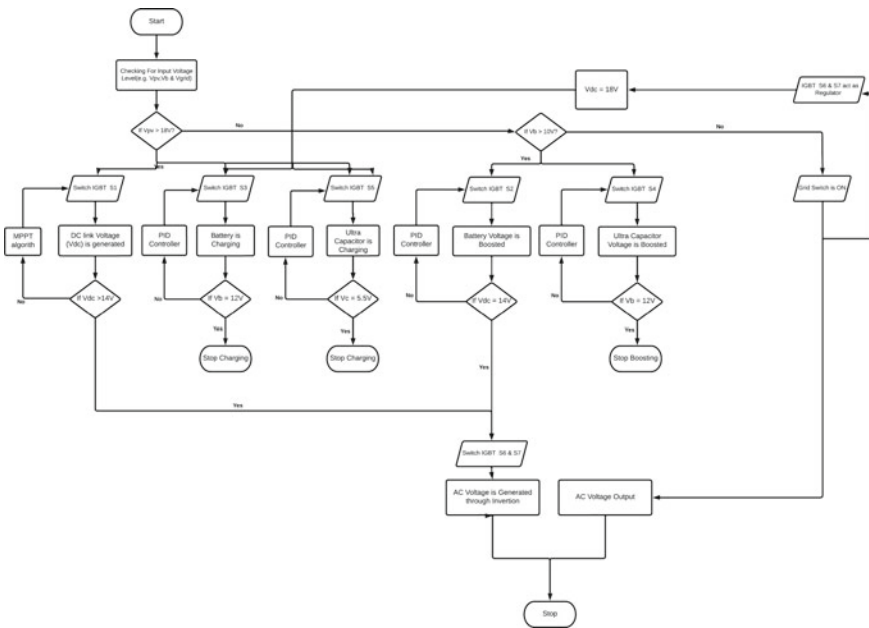 Start
Checking For Input Voltage
Level(e.g. Vpv,Vb & Vgrid)
Vdc = 18V
IGBT S6 & S7 act as
Regulator
If Vpv > 18V?
No
If Vb > 10V?
No
Yes
Yes
Switch IGBT S1
Switch IGBT S3
Switch IGBT S5
Switch IGBT S2
Switch IGBT S4
Grid Swich is ON
MPPT
algorith
DC link Voltage
(Vdc) is generated
PID
Controller
Battery is
Charging
PID
Controller
Ultra
Capacitor is
Charging
PID
Controller
Battery Voltage is
Boosted
PID
Controller
Ultra Capacitor
Voltage is Boosted
No
If Vdc >14V
No
If Vb = 12V
No
If Vc = 5.5V
No
If Vdc = 14V
No
If Vb = 12V
Yes
Yes
Yes
Stop Charging
Stop Charging
Stop Boosting
Yes
Yes
Switch IGBT S6 & S7
AC Voltage is Generated
through Invertion
AC Voltage Output
Stop